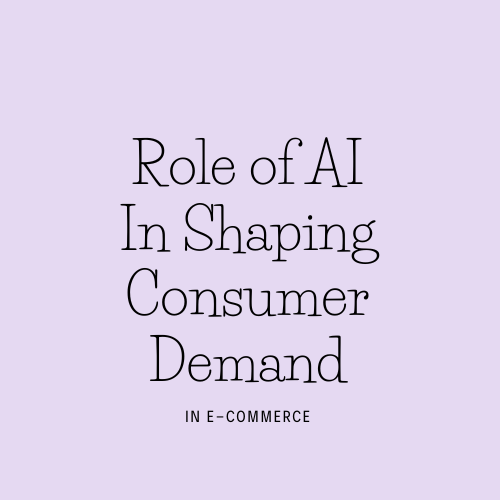 Role of AI
In Shaping
Consumer
Demand
IN E-COMMERCE